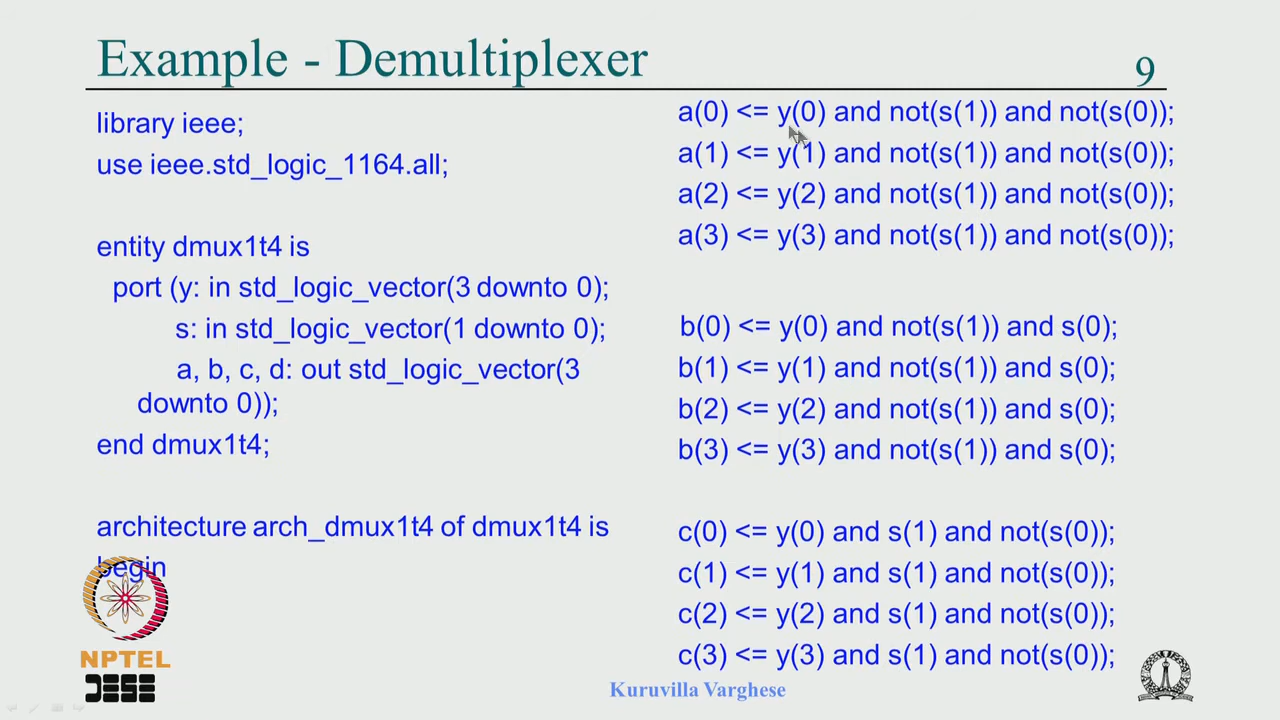 Example - Demultiplexer
9
library ieee;
use ieee.std_logic_1164.all;
entity dmux1t4 is
port (y: in std_logic_vector(3 downto 0);
s: in std_logic_vector(1 downto 0);
a, b, c, d: out std_logic_vector(3
downto 0));
end dmux1t4;
architecture arch_dmux1t4 of dmux1t4 is
begin
a(0) <= y(0) and not(s(1)) and not(s(0));
a(1) <= y(1) and not(s(1)) and not(s(0));
a(2) <= y(2) and not(s(1)) and not(s(0));
a(3) <= y(3) and not(s(1)) and not(s(0));
b(0) <= y(0) and not(s(1)) and s(0);
b(1) <= y(1) and not(s(1)) and s(0);
b(2) <= y(2) and not(s(1)) and s(0);
b(3) <= y(3) and not(s(1)) and s(0);
c(0) <= y(0) and s(1) and not(s(0));
c(1) <= y(1) and s(1) and not(s(0));
c(2) <= y(2) and s(1) and not(s(0));
c(3) <= y(3) and s(1) and not(s(0));
NPTEL
Kuruvilla Varghese